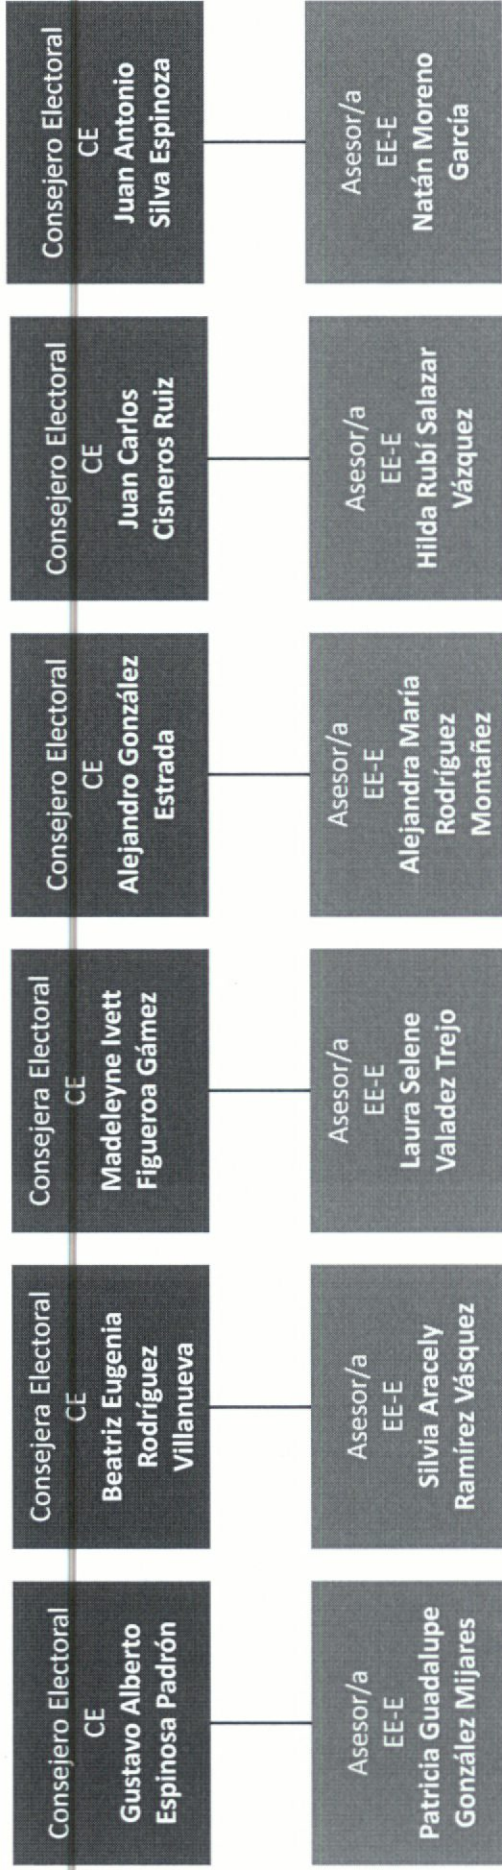 Consejero Electoral
CE
Gustavo Alberto
Espinosa Padrón
Asesor/a
EE-E
Patricia Guadalupe
González Mijares
Consejera Electoral
CE
Beatriz Eugenia
Rodríguez
Villanueva
Asesor/a
EE-E
Silvia Aracely
Ramírez Vásquez
Consejera Electoral
CE
Madeleyne Ivett
Figueroa Gámez
Asesor/a
EE-E
Laura Selene
Valadez Trejo
Consejero Electoral
CE
Alejandro González
Estrada
Asesor/a
EE-E
Alejandra María
Rodríguez
Montañez
Consejero Electoral
CE
Juan Carlos
Cisneros Ruiz
Asesor/a
EE-E
Hilda Rubí Salazar
Vázquez
Consejero Electoral
CE
Juan Antonio
Silva Espinoza
Asesor/a
EE-E
Natán Moreno
García